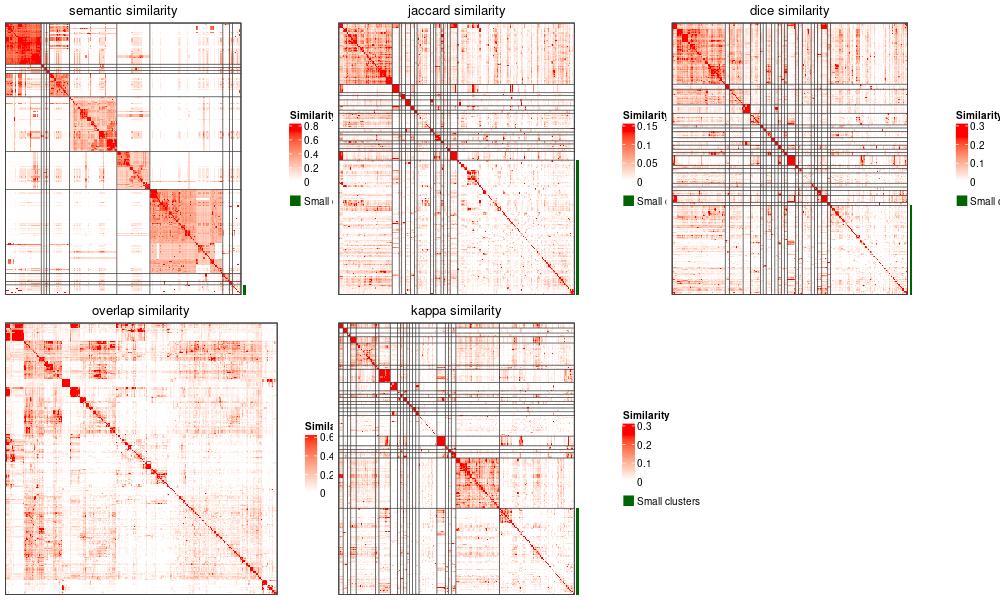 semantic similarity
Similarity
0.8
0.6
0.4
0.2
0
Small
jaccard similarity
Similarity
0.15
0.1
0.05
0
Small
dice similarity
Similarity
0.3
0.2
0.1
0
Small
overlap similarity
0.4
0.2
0
kappa similarity
Similarity
0.3
0.2
0.1
0
Small clusters